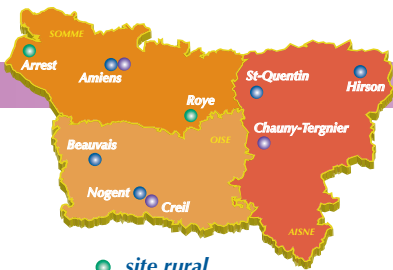 SOMME
Arrest
Amiens
St-Quentin
Hirson
Roye
Chauny-Tergnier
OISE
Beauvais
Nogent
Creil
AISNE
site rural